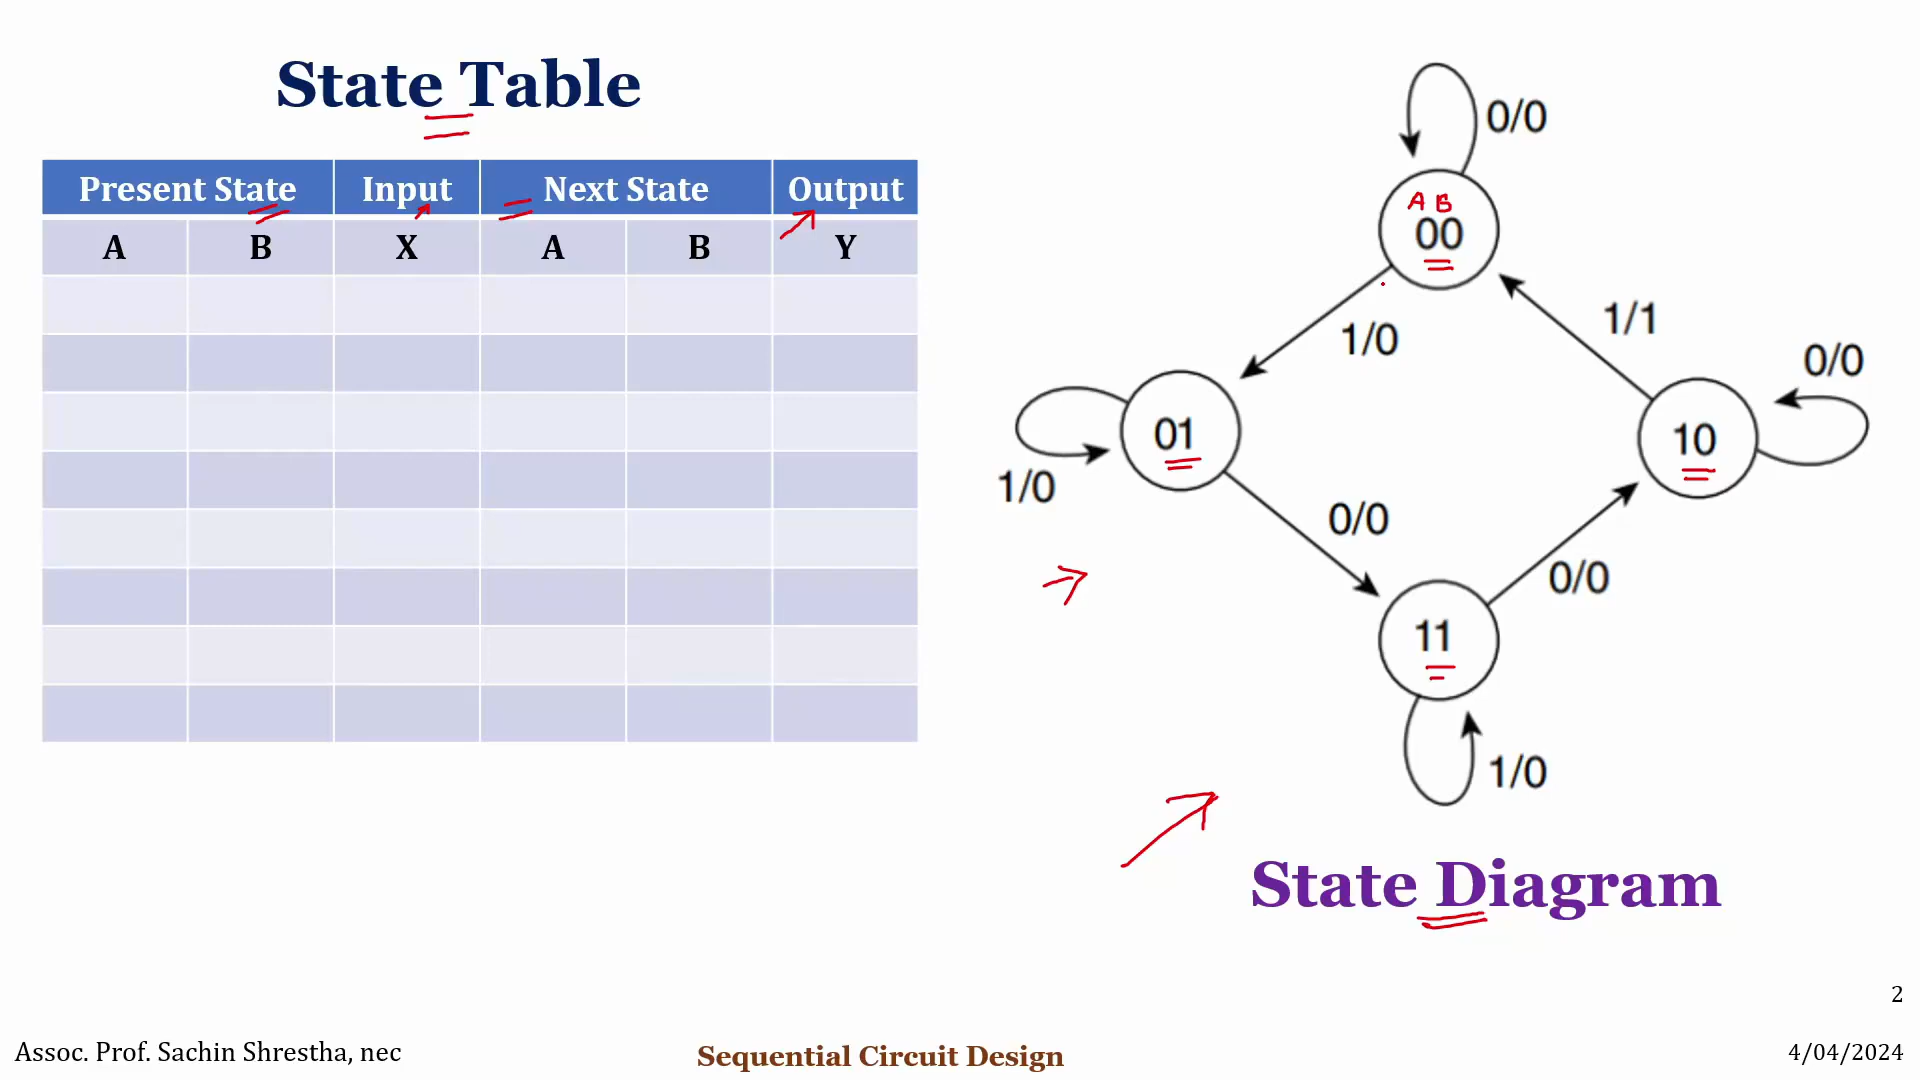 State Table
Present State Input Next State Output
A B X A B Y
0/0
A B
00
1/0
1/1
0/0
01
10
1/0
0/0
0/0
11
1/0
State Diagram
2
Assoc. Prof. Sachin Shrestha, nec
Sequential Circuit Design
4/04/2024